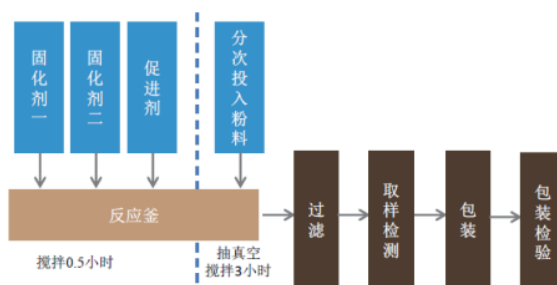 固化剂一
固化剂二
促进剂
分次投入粉料
反应釜
过滤
取样检测
包装
包装检验
搅拌0.5小时
抽真空
搅拌3小时